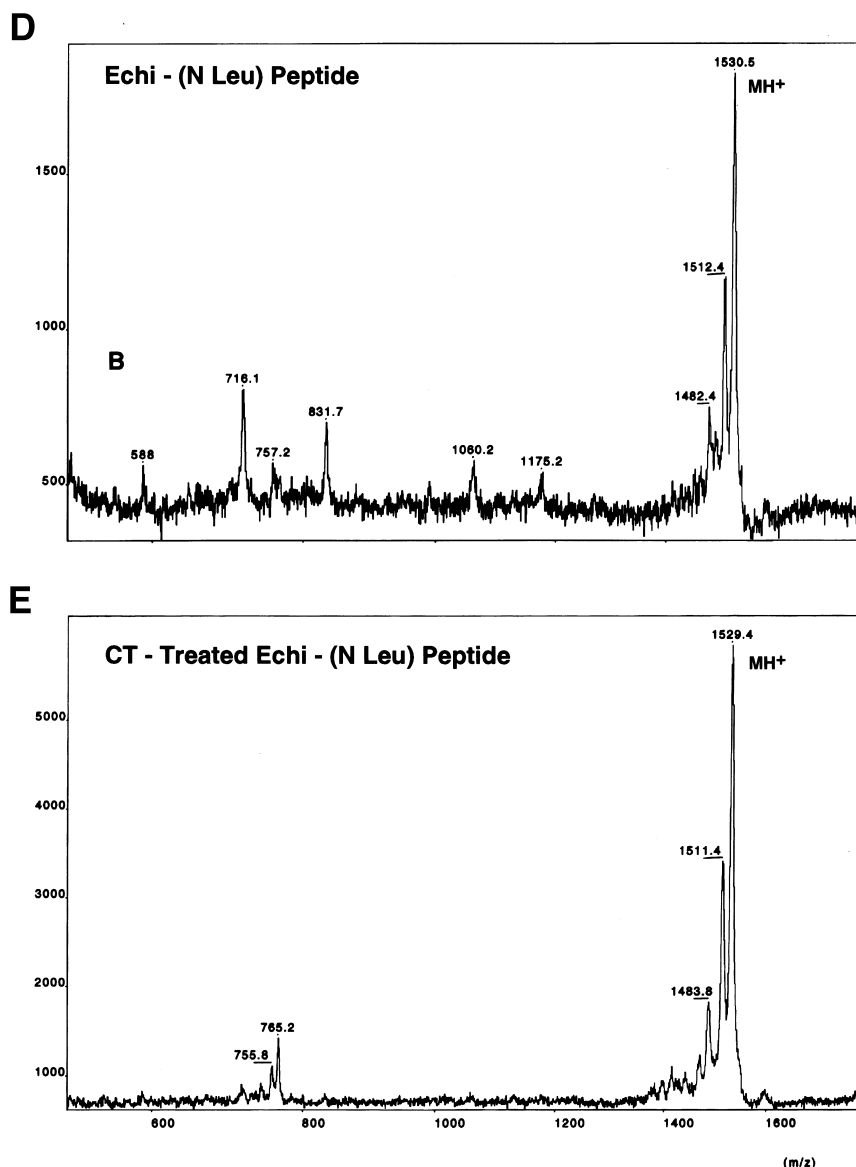 D
Echi - (N Leu) Peptide
1530.5
MH+
1500
1512.4
1000
B
716.1
1482.4
831.7
588
757.2
1060.2
1175.2
500
E
CT - Treated Echi - (N Leu) Peptide
1529.4
MH+
5000
4000
1511.4
3000
2000
1483.8
765.2
755.8
1000
600 800 1000 1200 1400 1600
(m/z)